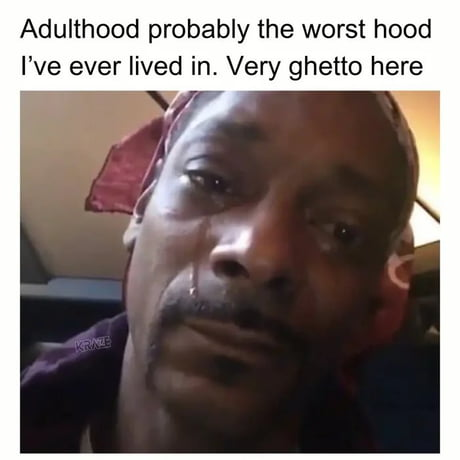 Adulthood probably the worst hood
I’ve ever lived in. Very ghetto here
KRAZE